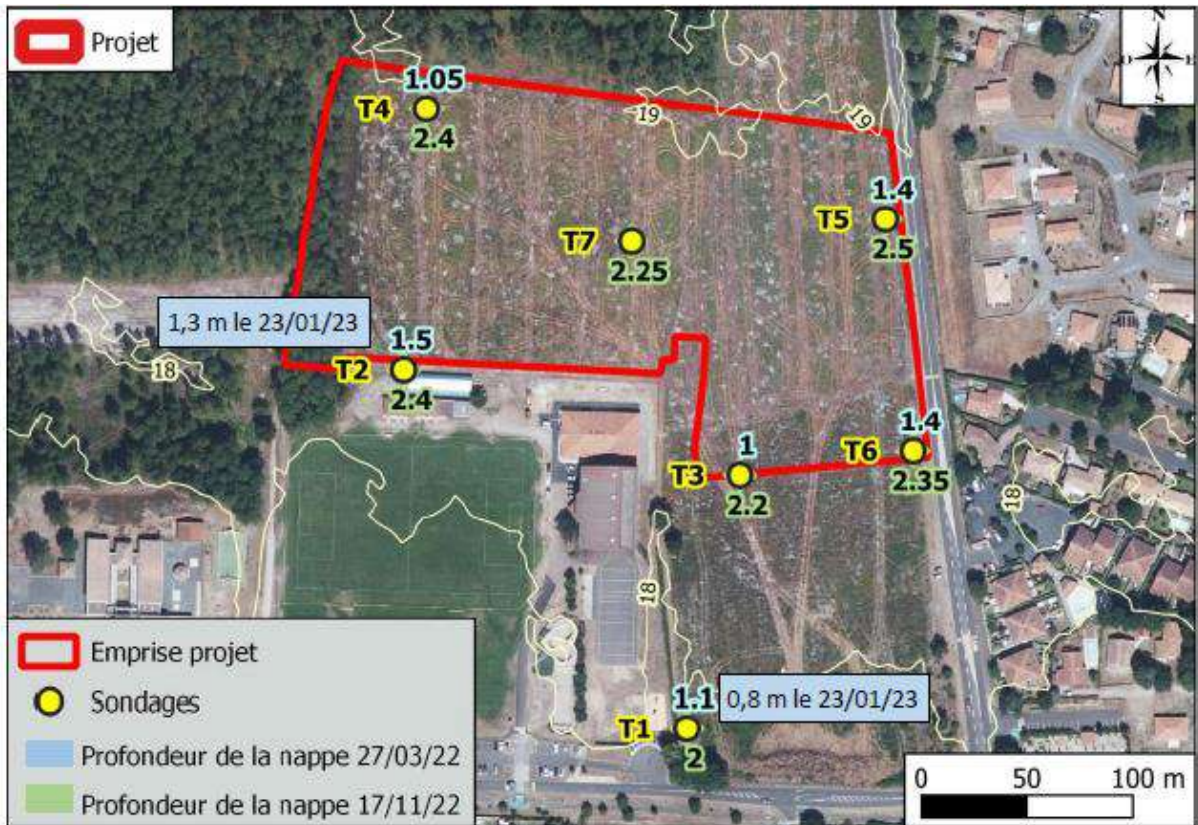 Projet
N
O
E
S
1.05
T4
2.4
19
19
1.4
T5
2.5
T7
2.25
1,3 m le 23/01/23
18
1.5
T2
2.4
1.4
T6
2.35
1
T3
2.2
18
18
1.1
0,8 m le 23/01/23
T1
2
Emprise projet
Sondages
Profondeur de la nappe 27/03/22
Profondeur de la nappe 17/11/22
0 50 100 m